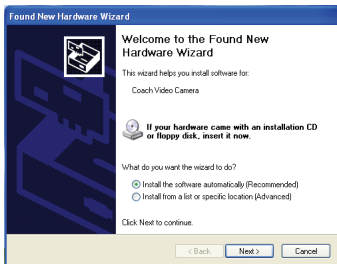 Found New Hardware Wizard
Welcome to the Found New
Hardware Wizard
This wizard helps you install software for:
Coach Video Camera
If your hardware came with an installation CD
or floppy disk, insert it now.
What do you want the wizard to do?
Install the software automatically (Recommended)
Install from a list or specific location (Advanced)
Click Next to continue.
< Back Next > Cancel